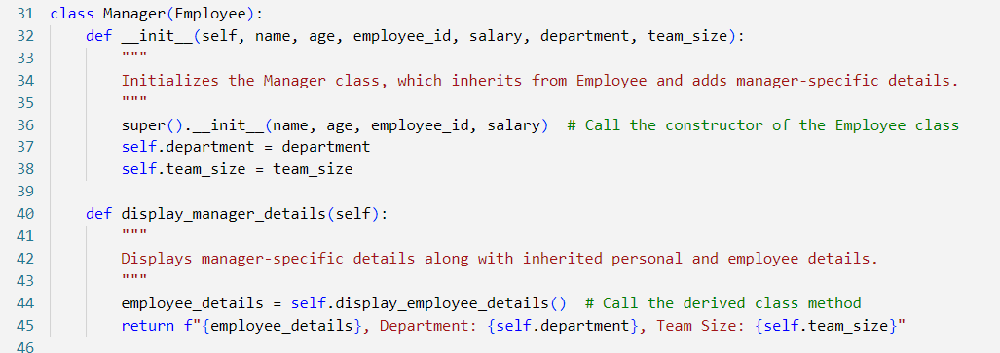 31 class Manager(Employee):
32     def __init__(self, name, age, employee_id, salary, department, team_size):
33         """
34         Initializes the Manager class, which inherits from Employee and adds manager-specific details.
35         """
36         super().__init__(name, age, employee_id, salary)  # Call the constructor of the Employee class
37         self.department = department
38         self.team_size = team_size
39
40     def display_manager_details(self):
41         """
42         Displays manager-specific details along with inherited personal and employee details.
43         """
44         employee_details = self.display_employee_details()  # Call the derived class method
45         return f"{employee_details}, Department: {self.department}, Team Size: {self.team_size}"
46